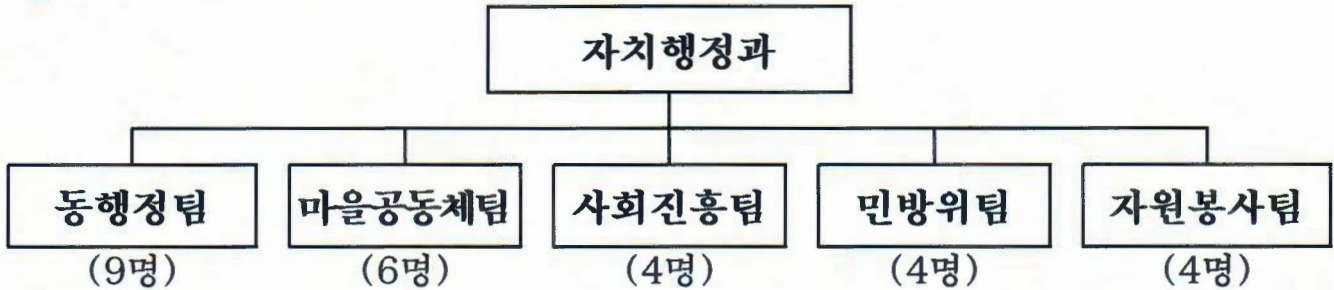 자치행정과
동행정팀 마을공동체팀 사회진흥팀 민방위팀 자원봉사팀
(9명) (6명) (4명) (4명) (4명)